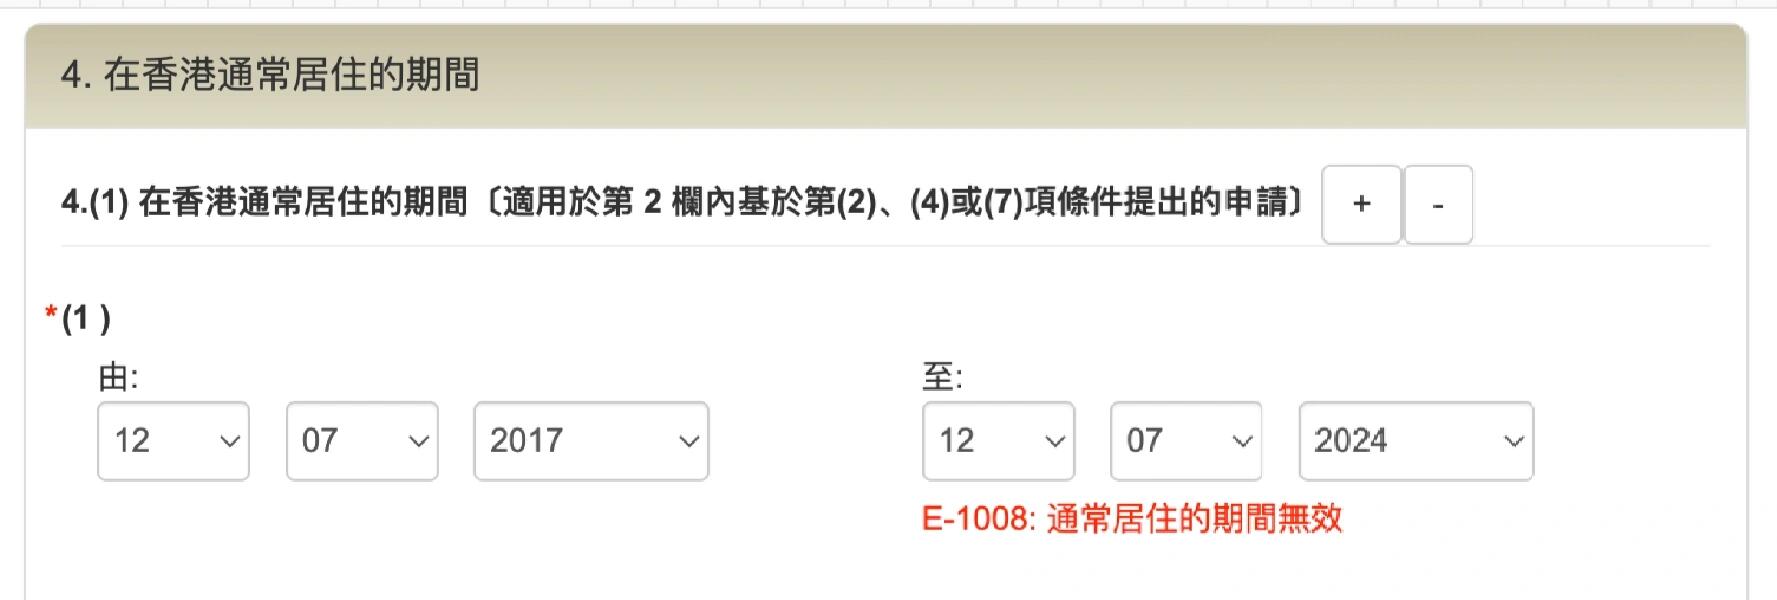 4. 在香港通常居住的期間
4.(1) 在香港通常居住的期間〔適用於第 2 欄內基於第(2)、(4)或(7)項條件提出的申請〕 + -
*(1 )
由: 至:
12 07 2017 12 07 2024
E-1008: 通常居住的期間無效